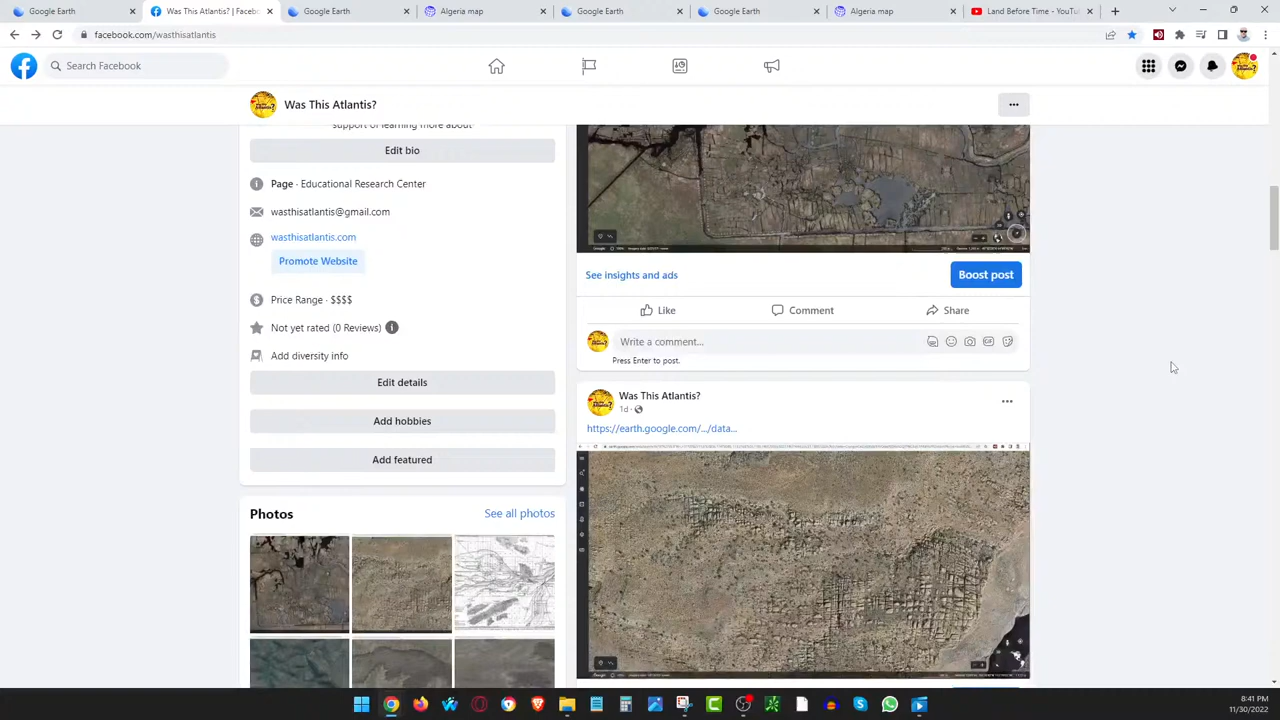 Google Earth
Was This Atlantis? | Faceb
Google Earth
Algeria map
Google Earth
Google Earth
Algeria map
Land Before Time - YouTu
facebook.com/wasthisatlantis
Search Facebook
Was This Atlantis?
support of learning more about
Edit bio
Page · Educational Research Center
wasthisatlantis@gmail.com
wasthisatlantis.com
Promote Website
Price Range · $$$$
Not yet rated (0 Reviews)
Add diversity info
Edit details
Add hobbies
Add featured
Photos
See all photos
See insights and ads
Boost post
Like
Comment
Share
Write a comment...
Press Enter to post.
Was This Atlantis?
1d ·
https://earth.google.com/.../data...
8:41 PM
11/30/2022